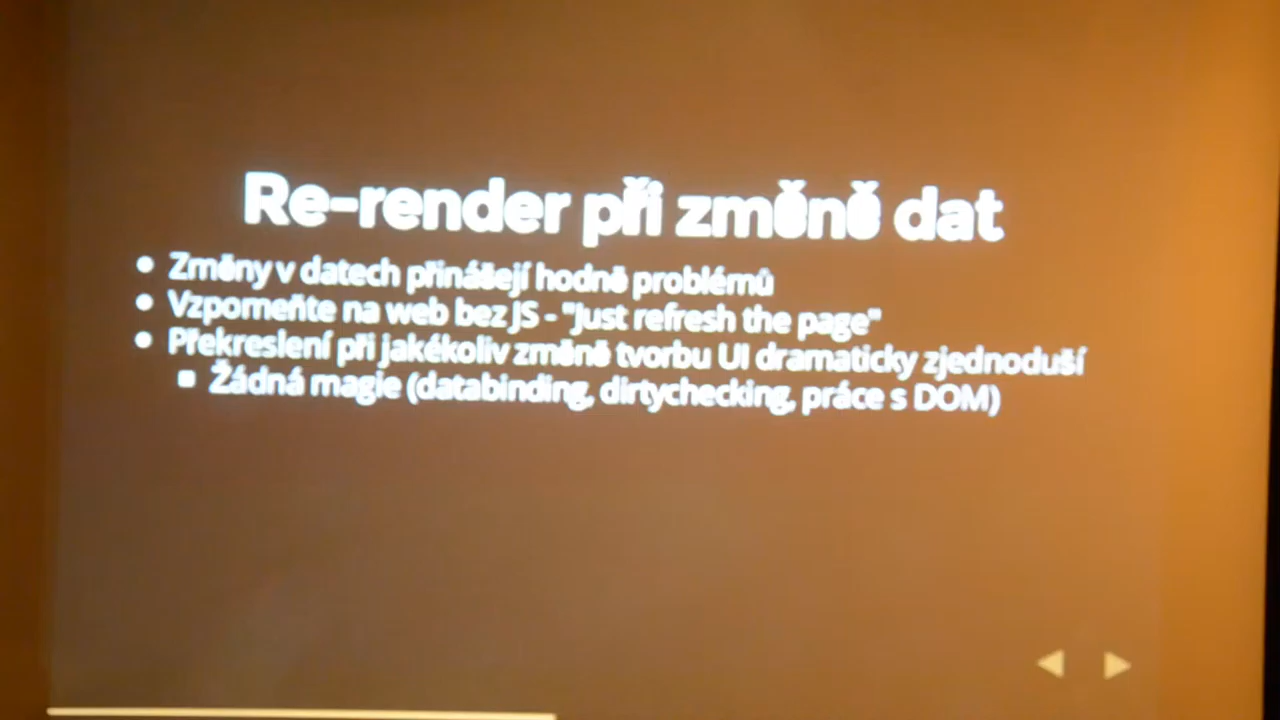 Re-render při změně dat
Změny v datech přinášejí hodně problémů
Vzpomeňte na web bez JS - "Just refresh the page"
Překreslení při jakékoliv změně tvorbu UI dramaticky zjednoduší
Žádná magie (databinding, dirtychecking, práce s DOM)